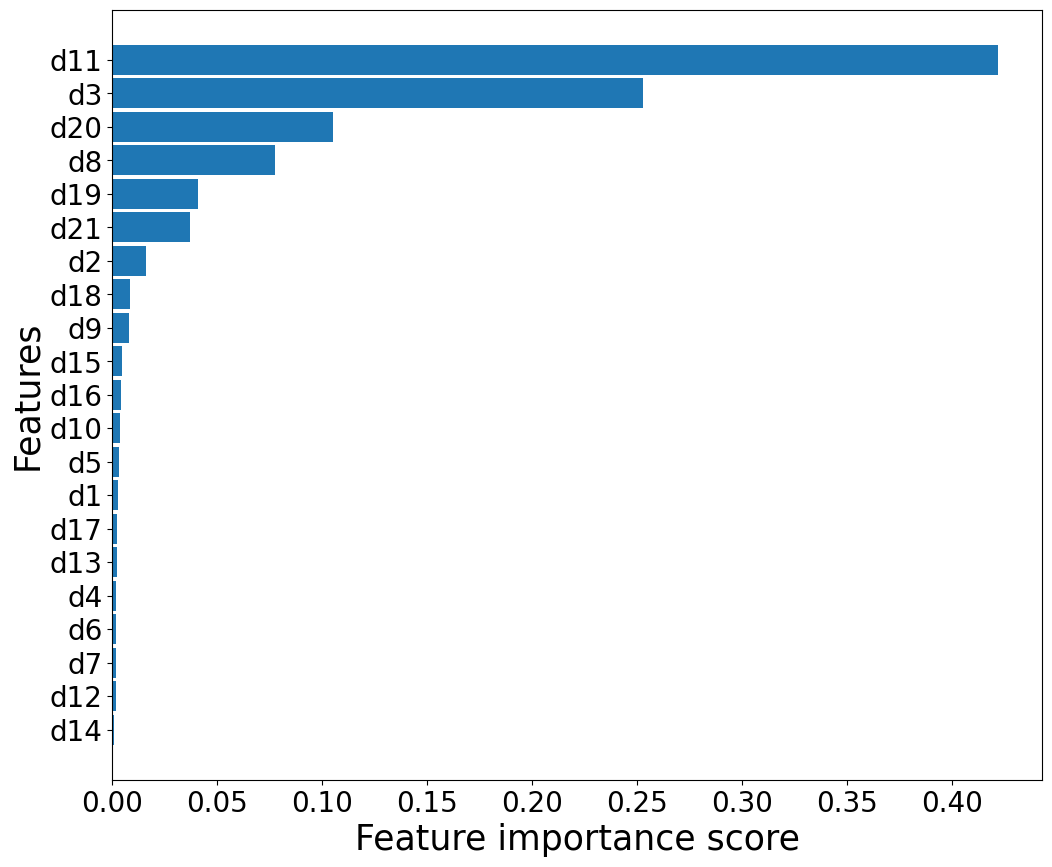 d11
d3
d20
d8
d19
d21
d2
d18
d9
d15
d16
d10
d5
d1
d17
d13
d4
d6
d7
d12
d14
Features
0.00 0.05 0.10 0.15 0.20 0.25 0.30 0.35 0.40
Feature importance score